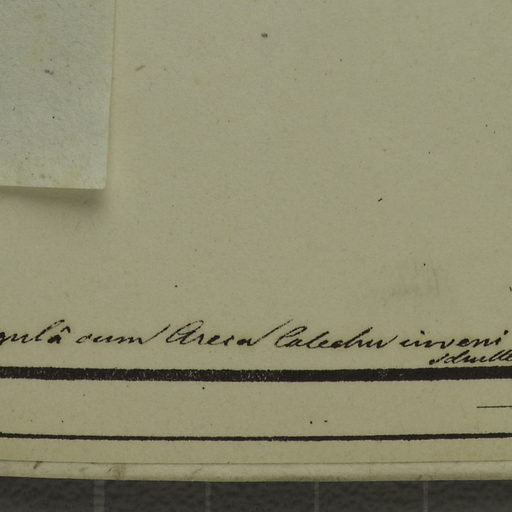 gulâ cum Areca Catechu inveni